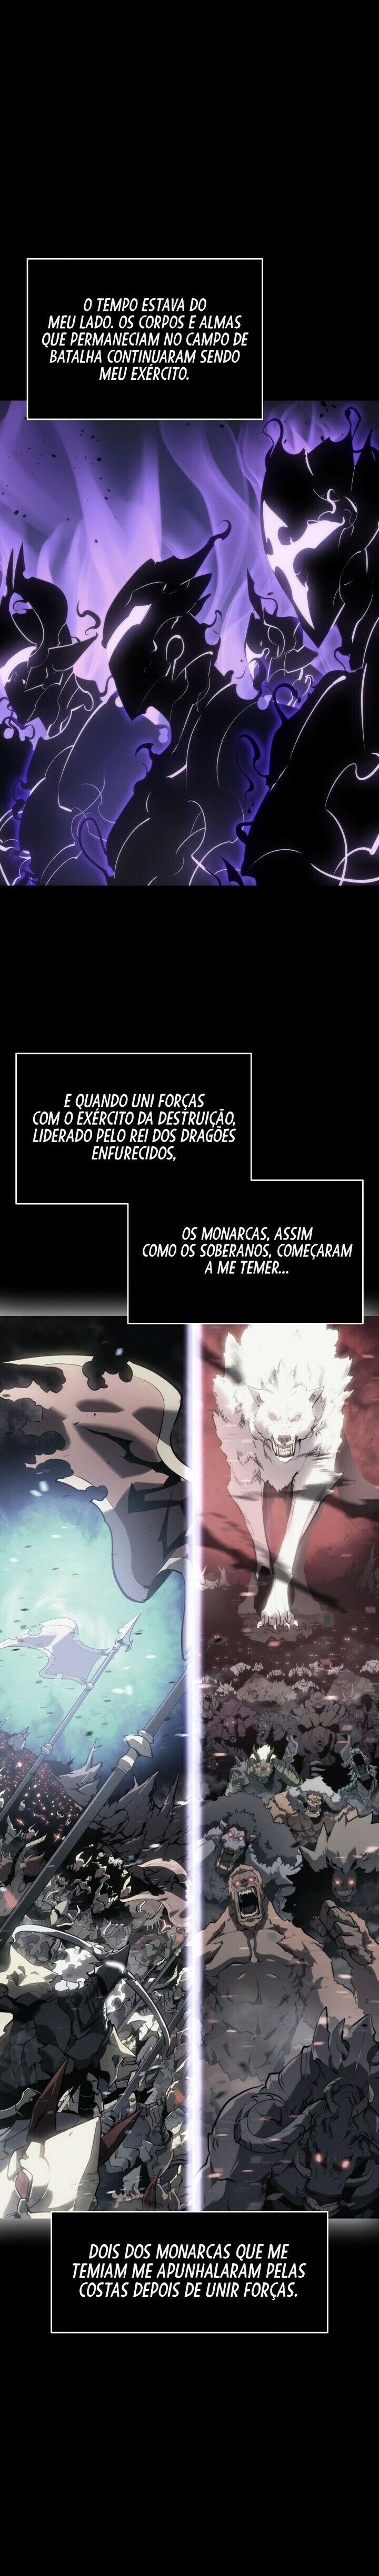 O TEMPO ESTAVA DO
MEU LADO. OS CORPOS E ALMAS
QUE PERMANECIAM NO CAMPO DE
BATALHA CONTINUARAM SENDO
MEU EXÉRCITO.
E QUANDO UNI FORÇAS
COM O EXÉRCITO DA DESTRUIÇÃO,
LIDERADO PELO REI DOS DRAGÕES
ENFURECIDOS,
OS MONARCAS, ASSIM
COMO OS SOBERANOS, COMEÇARAM
A ME TEMER...
DOIS DOS MONARCAS QUE ME
TEMIAM ME APUNHALARAM PELAS
COSTAS DEPOIS DE UNIR FORÇAS.